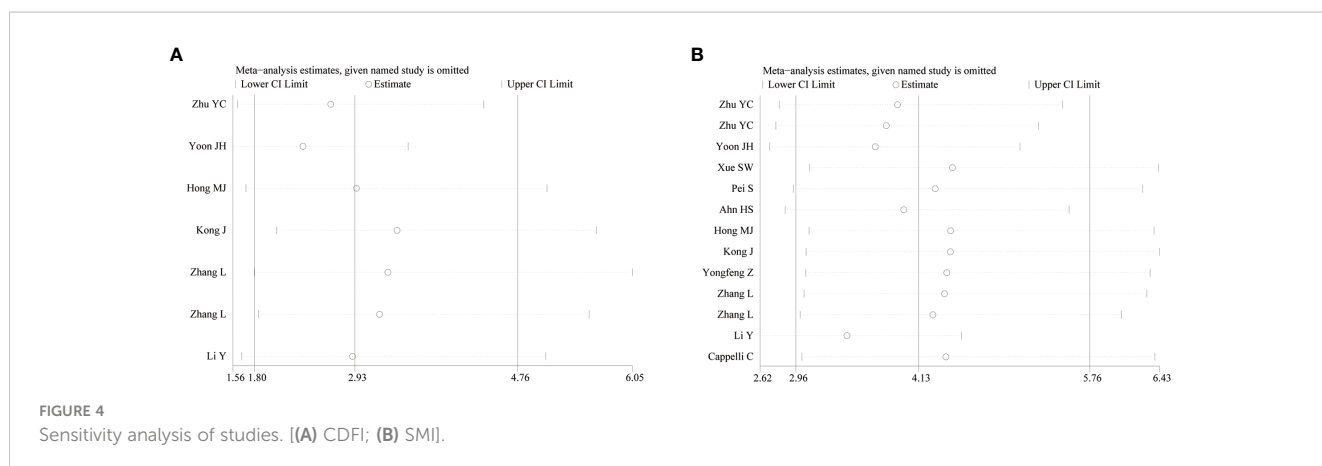 A
Meta−analysis estimates, given named study is omitted
Lower CI Limit Estimate Upper CI Limit
Zhu YC
Yoon JH
Hong MJ
Kong J
Zhang L
Zhang L
Li Y
1.56 1.80 2.93 4.76 6.05
B
Meta−analysis estimates, given named study is omitted
Lower CI Limit Estimate Upper CI Limit
Zhu YC
Zhu YC
Yoon JH
Xue SW
Pei S
Ahn HS
Hong MJ
Kong J
Yongfeng Z
Zhang L
Zhang L
Li Y
Cappelli C
2.62 2.96 4.13 5.76 6.43
FIGURE 4
Sensitivity analysis of studies. [(A) CDFI; (B) SMI].